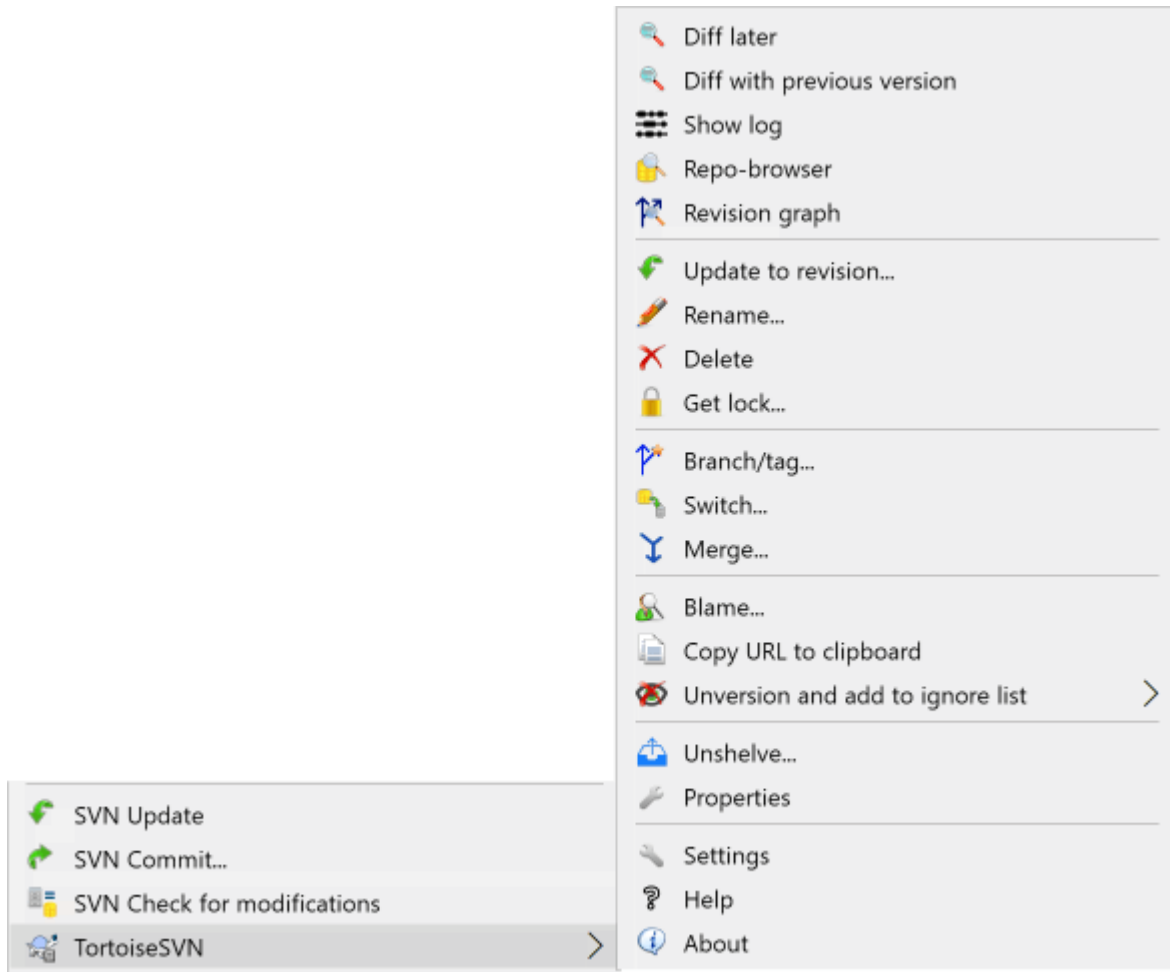 Diff later
Diff with previous version
Show log
Repo-browser
Revision graph
Update to revision...
Rename...
Delete
Get lock...
Branch/tag...
Switch...
Merge...
Blame...
Copy URL to clipboard
Unversion and add to ignore list
Unshelve...
Properties
Settings
Help
About
SVN Update
SVN Commit...
SVN Check for modifications
TortoiseSVN